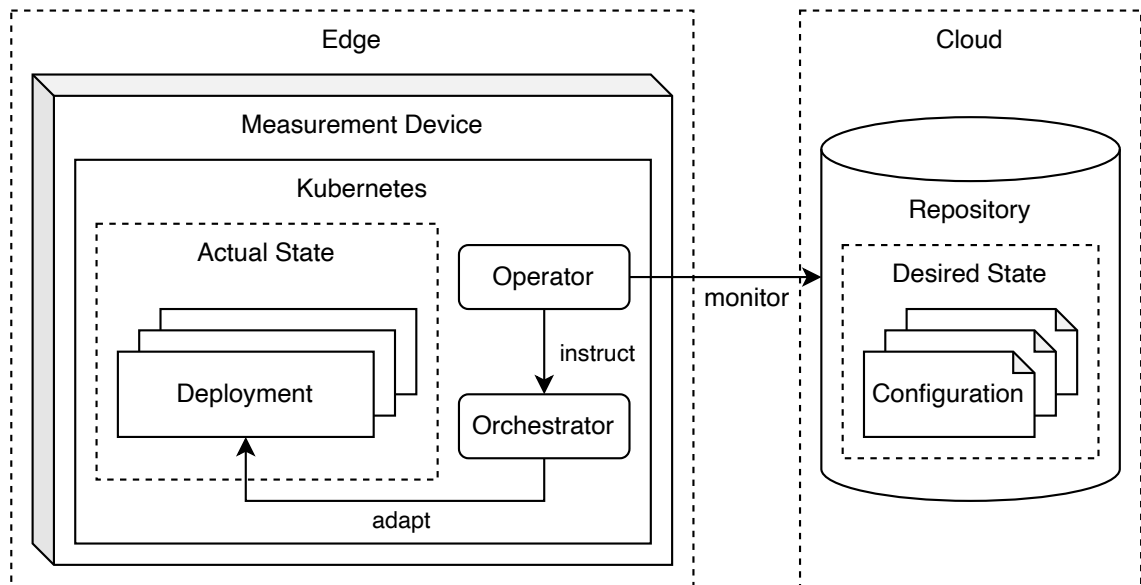 Edge
Measurement Device
Kubernetes
Actual State
Deployment
Operator
instruct
Orchestrator
adapt
monitor
Cloud
Repository
Desired State
Configuration